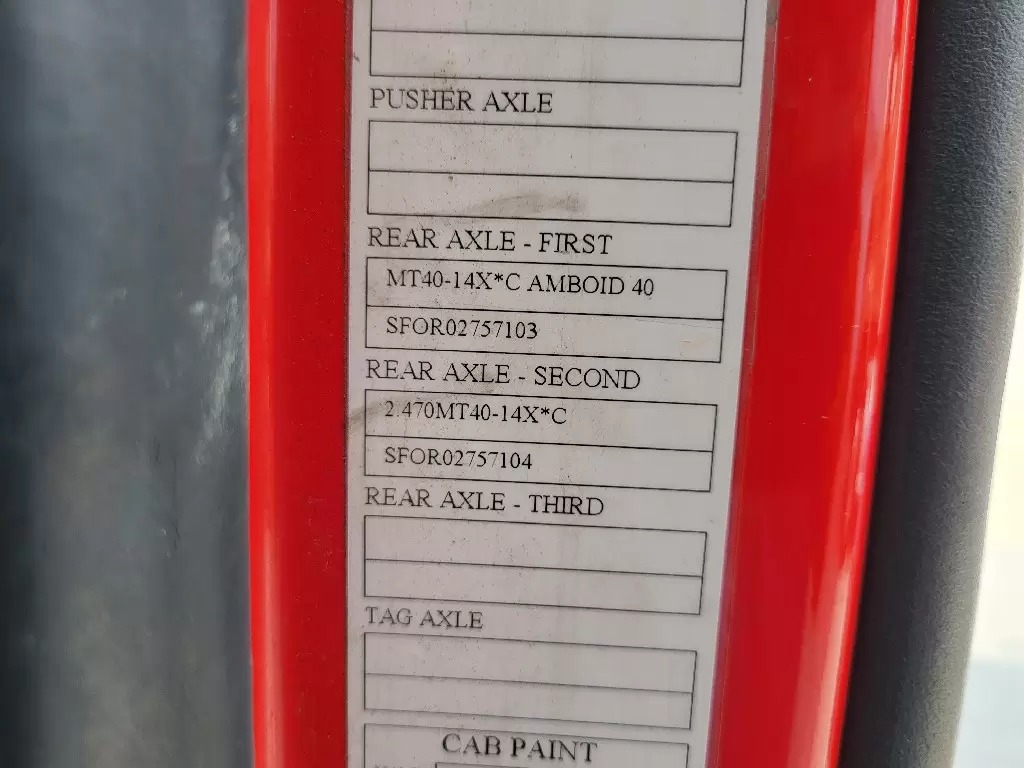 PUSHER AXLE
REAR AXLE - FIRST
MT40-14X*C AMBOID 40
SFOR02757103
REAR AXLE - SECOND
2.470MT40-14X*C
SFOR02757104
REAR AXLE - THIRD
TAG AXLE
CAB PAINT